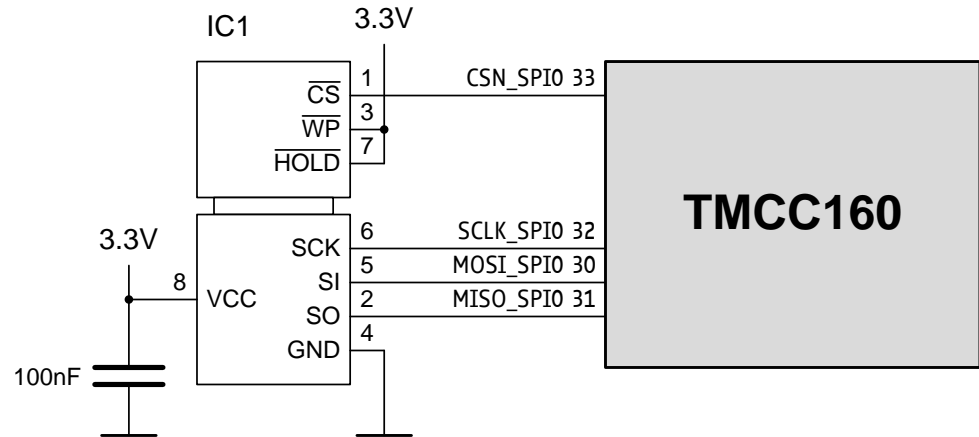 IC1
3.3V
CS 1 CSN_SPI0 33
WP 3
HOLD 7
TMCC160
3.3V
SCK 6 SCLK_SPI0 32
SI 5 MOSI_SPI0 30
8 VCC
SO 2 MISO_SPI0 31
GND 4
100nF